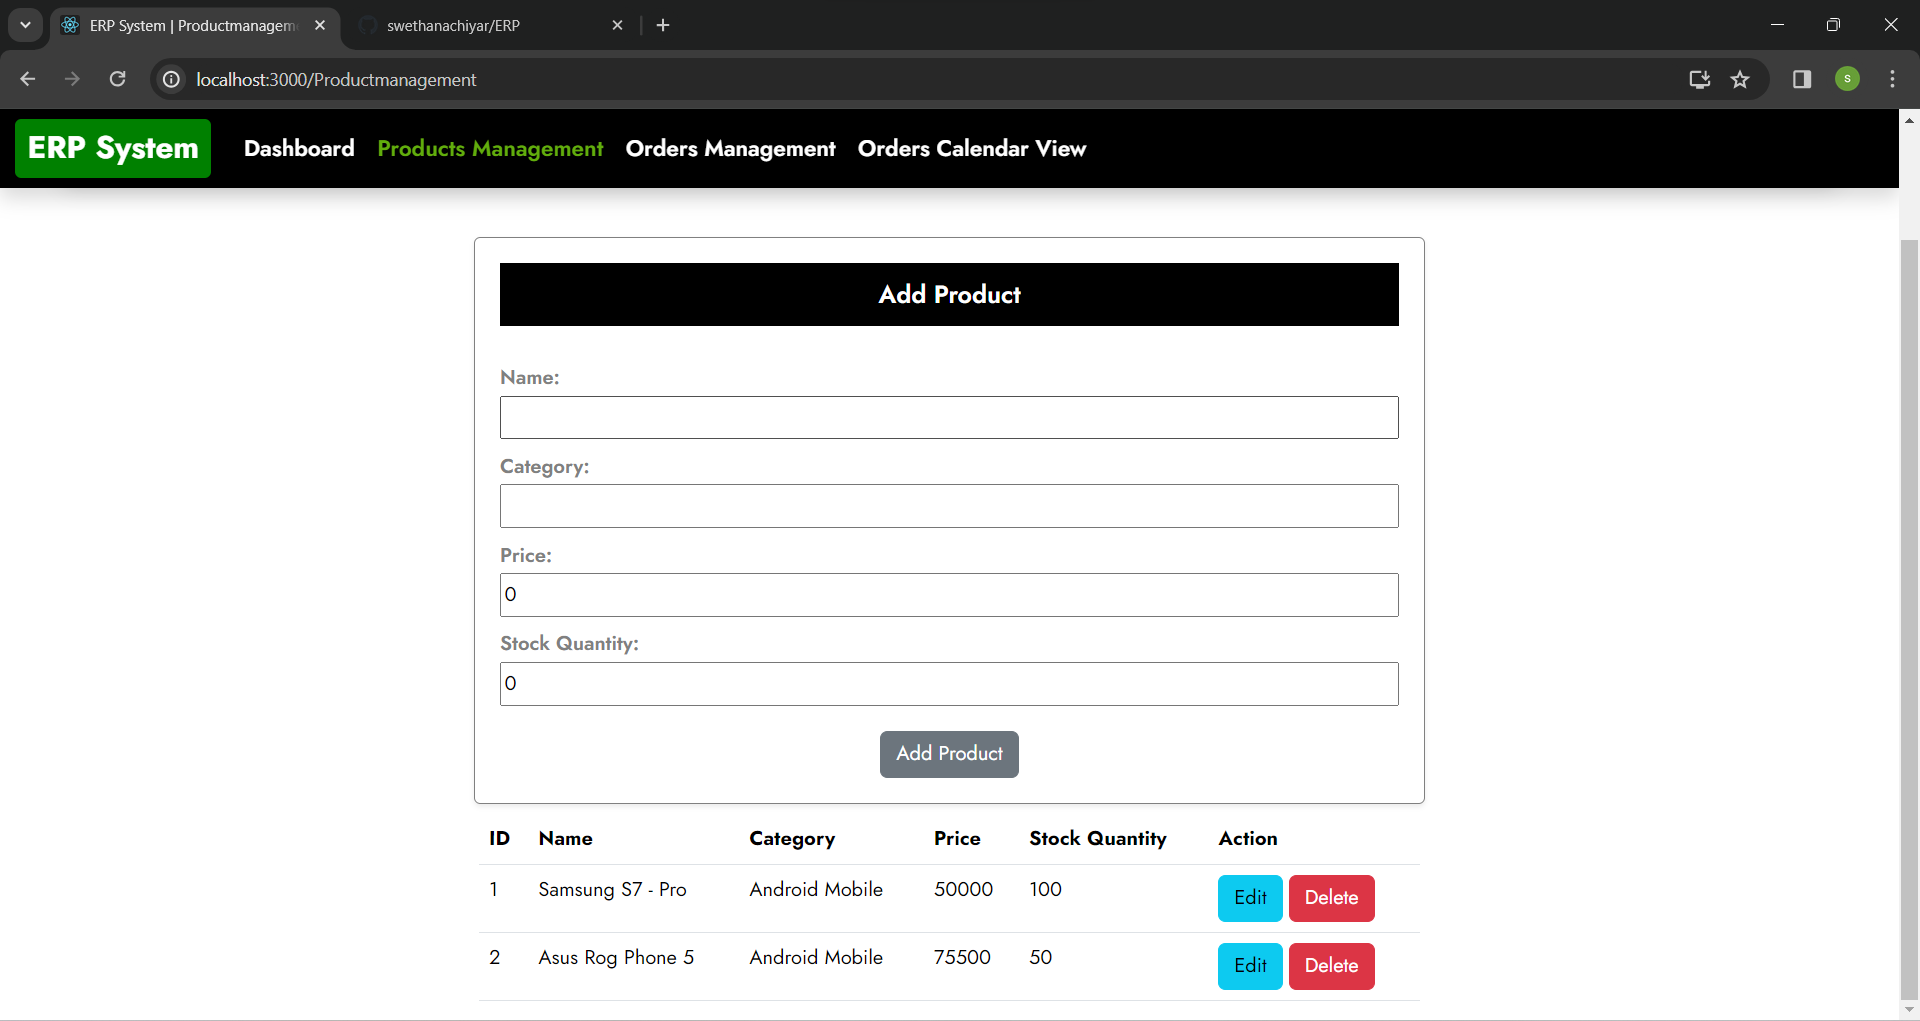 ERP System | Productmanagem
swethanachiyar/ERP
localhost:3000/Productmanagement
S
ERP System Dashboard Products Management Orders Management Orders Calendar View
Add Product
Name:
Category:
Price:
0
Stock Quantity:
0
Add Product
ID Name Category Price Stock Quantity Action
1 Samsung S7 - Pro Android Mobile 50000 100 Edit Delete
2 Asus Rog Phone 5 Android Mobile 75500 50 Edit Delete